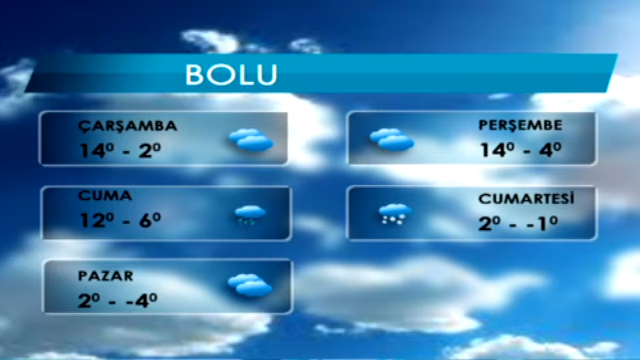 BOLU
ÇARŞAMBA
14º - 2º
PERŞEMBE
14º - 4º
CUMA
12º - 6º
CUMARTESİ
2º - -1º
PAZAR
2º - -4º